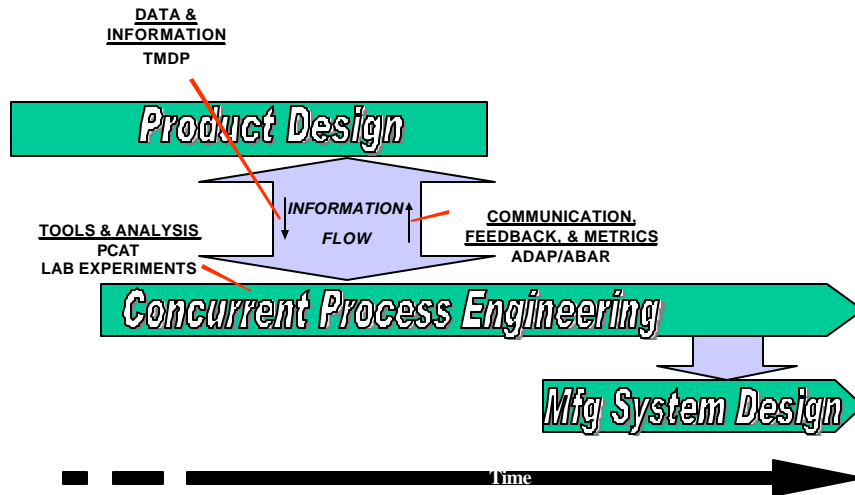 DATA &
INFORMATION
TMDP
Product Design
INFORMATION
FLOW
TOOLS & ANALYSIS
PCAT
LAB EXPERIMENTS
COMMUNICATION,
FEEDBACK, & METRICS
ADAP/ABAR
Concurrent Process Engineering
Mfg System Design
Time